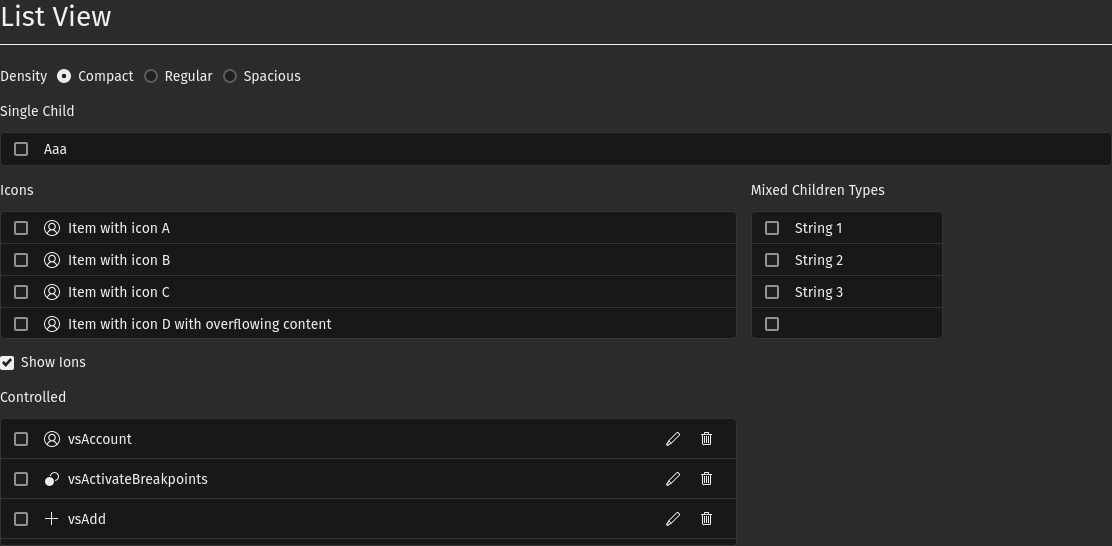 List View
Density Compact Regular Spacious
Single Child
Aaa
Icons
Item with icon A
Item with icon B
Item with icon C
Item with icon D with overflowing content
Mixed Children Types
String 1
String 2
String 3
Show Ions
Controlled
vsAccount
vsActivateBreakpoints
vsAdd